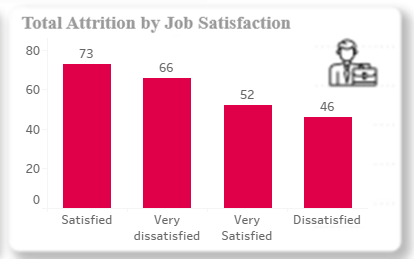 Total Attrition by Job Satisfaction
80
60
40
20
0
73
66
52
46
Satisfied
Very
dissatisfied
Very
Satisfied
Dissatisfied